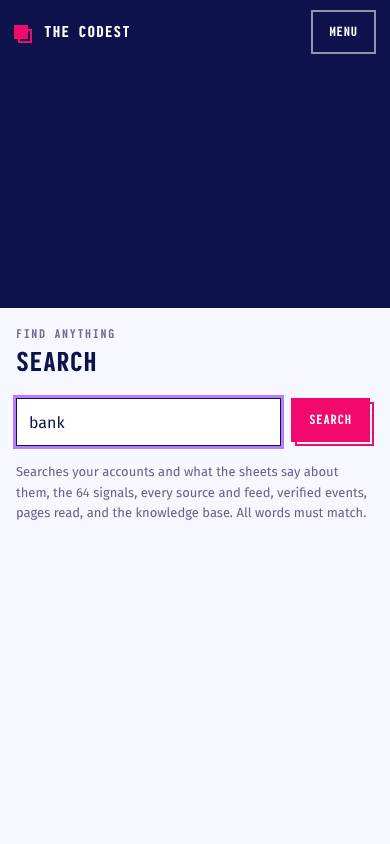 THE CODEST
MENU
FIND ANYTHING
SEARCH
bank
SEARCH
Searches your accounts and what the sheets say about
them, the 64 signals, every source and feed, verified events,
pages read, and the knowledge base. All words must match.